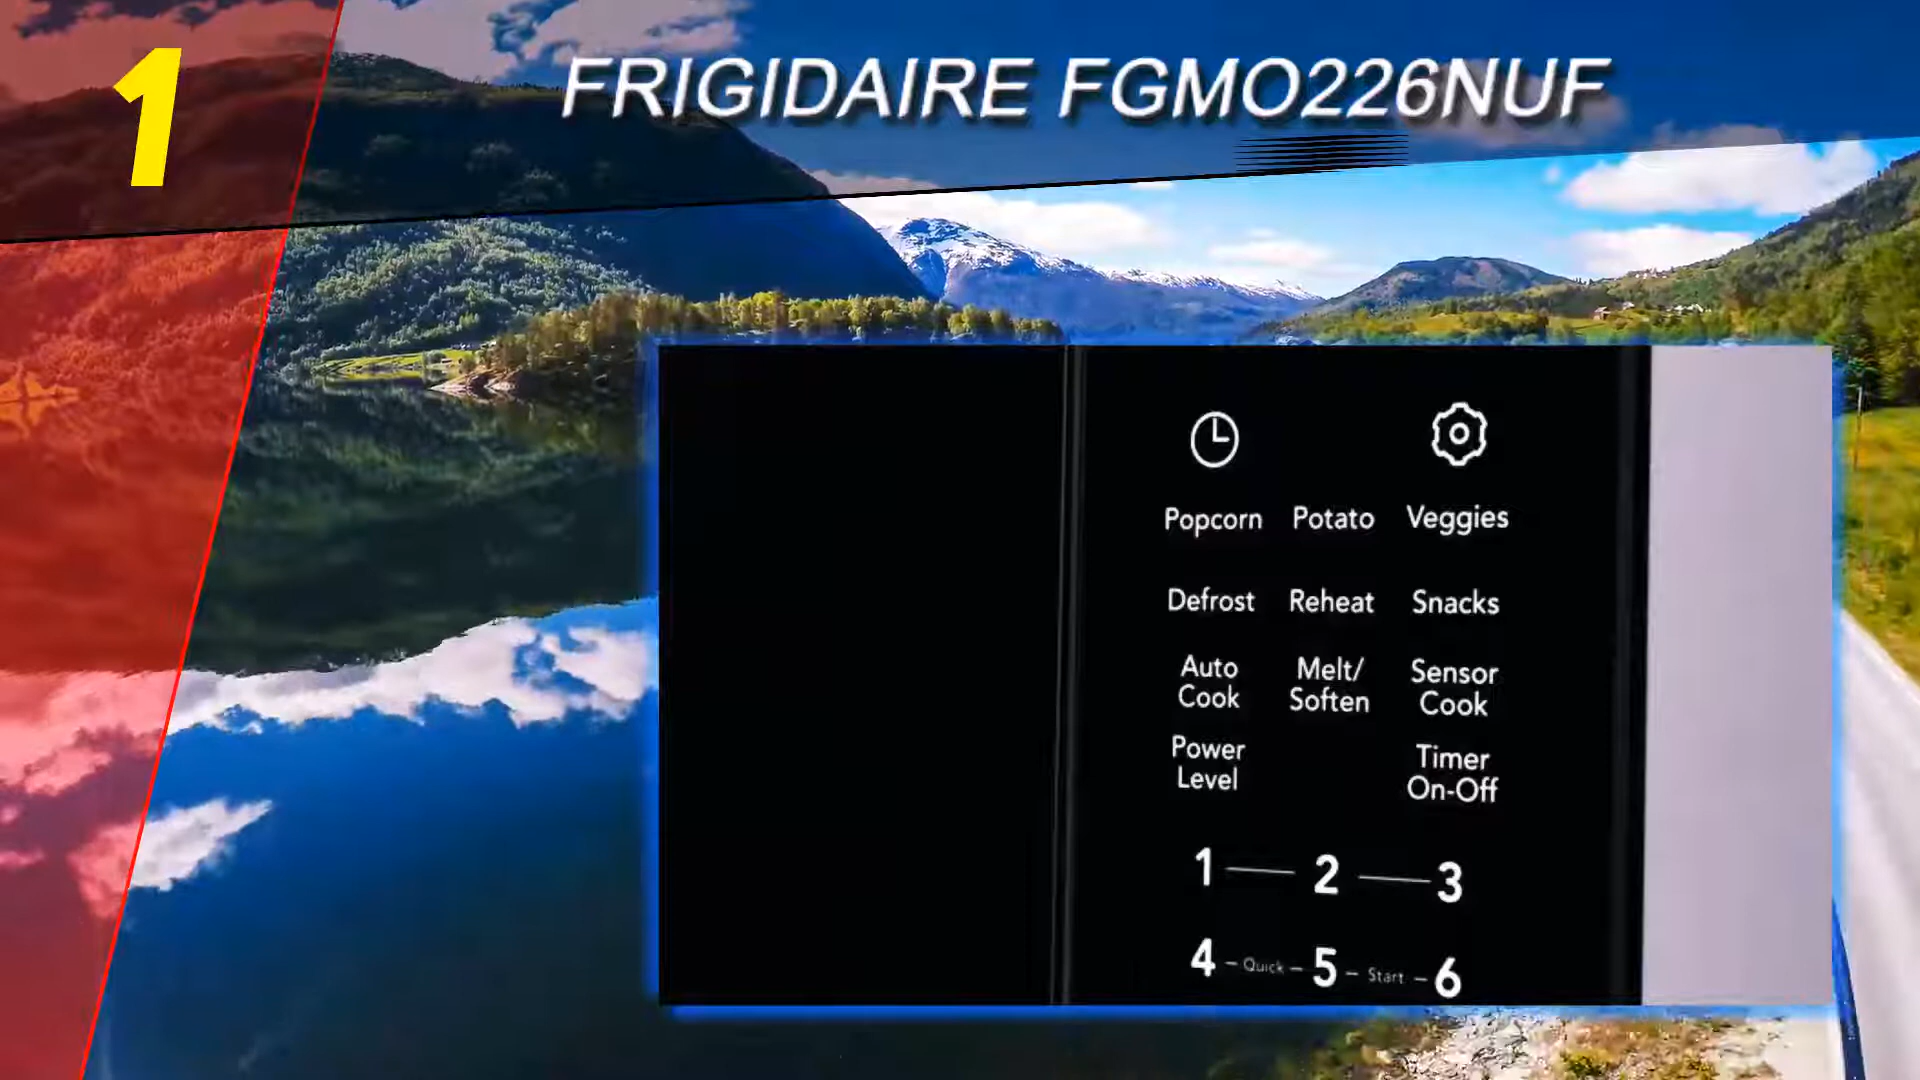 1
FRIGIDAIRE FGMO226NUF
Popcorn Potato Veggies
Defrost Reheat Snacks
Auto Cook Melt/ Soften Sensor Cook
Power Level Timer On-Off
1 2 3
4 - Quick - 5 - Start - 6